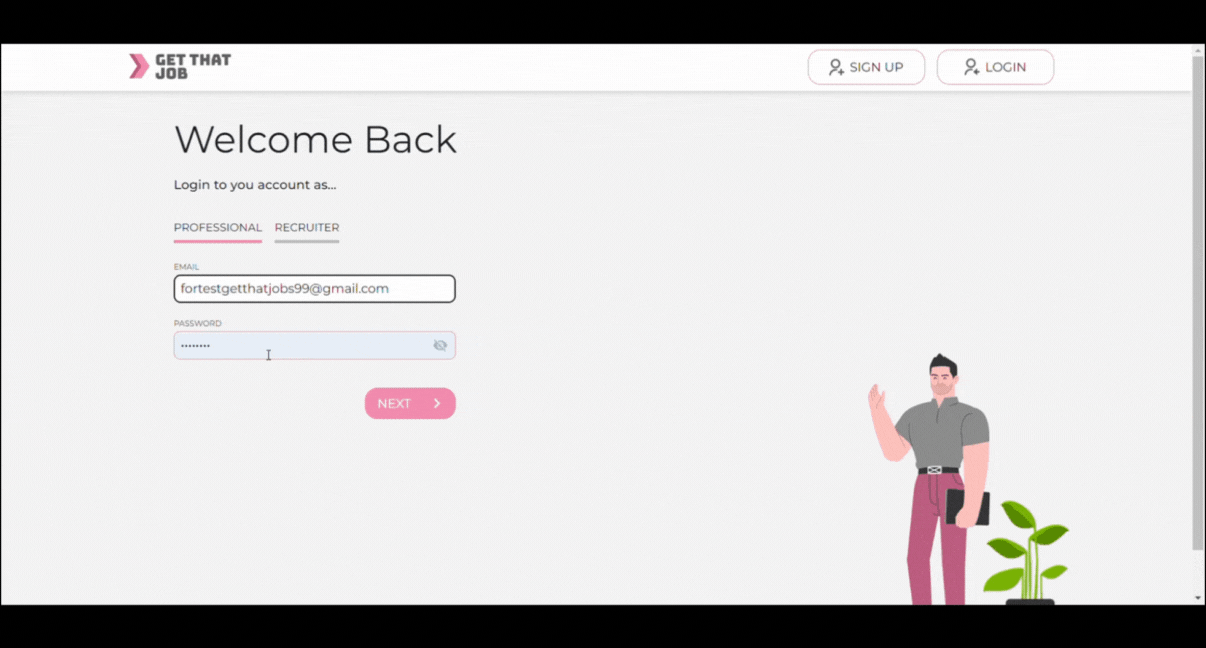 GET THAT
JOB
SIGN UP
LOGIN
Welcome Back
Login to you account as...
PROFESSIONAL
RECRUITER
EMAIL
fortestgetthatjobs99@gmail.com
PASSWORD
••••••••
NEXT